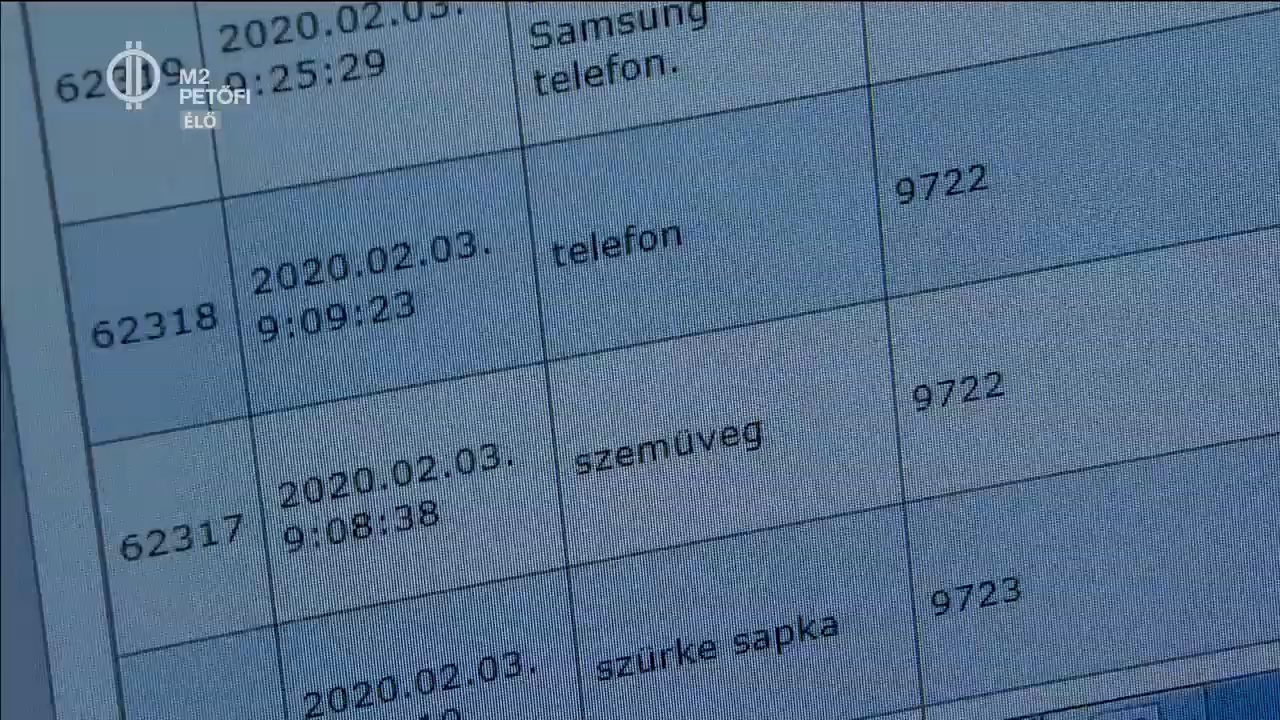 M2
PETŐFI
ÉLŐ
2020.02.03.
9:25:29
Samsung
telefon.
62318
2020.02.03.
9:09:23
telefon
9722
62317
2020.02.03.
9:08:38
szemüveg
9722
2020.02.03.
szürke sapka
9723